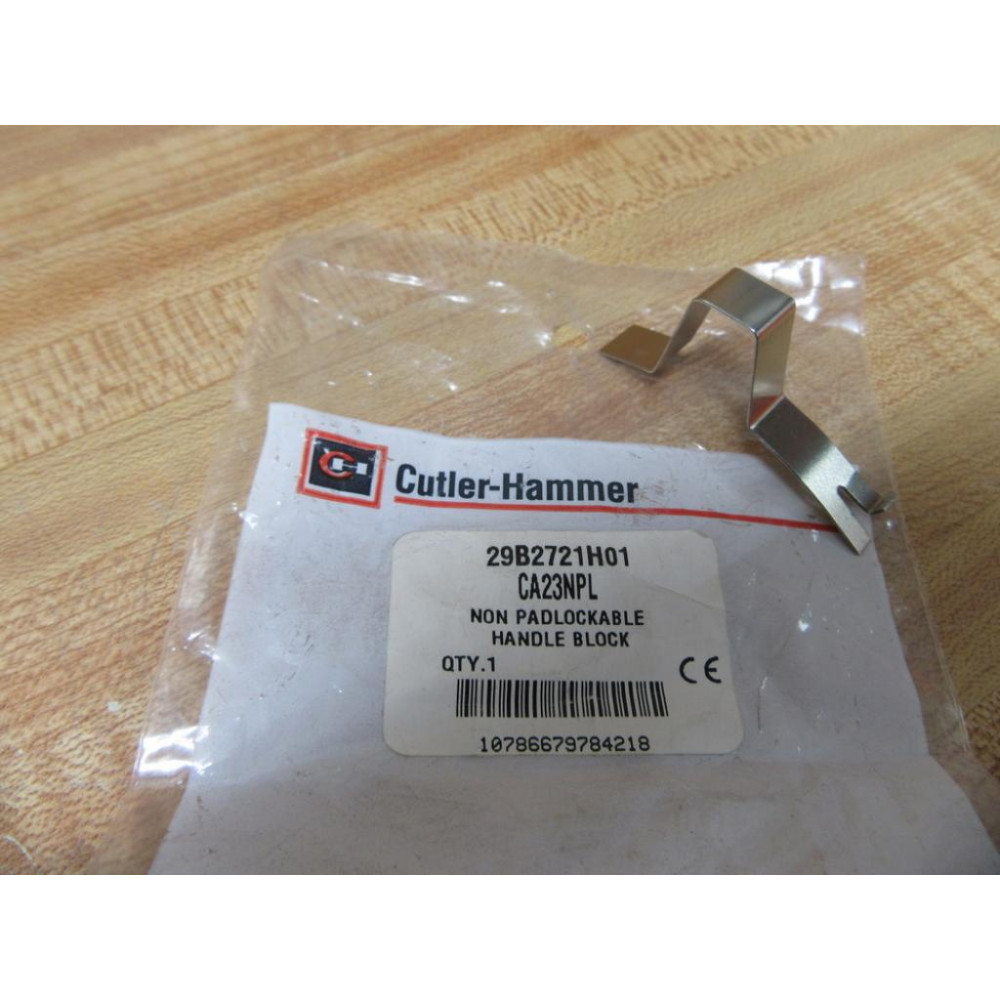 Cutler-Hammer
29B2721H01
CA23NPL
NON PADLOCKABLE
HANDLE BLOCK
QTY.1 CE
10786679784218